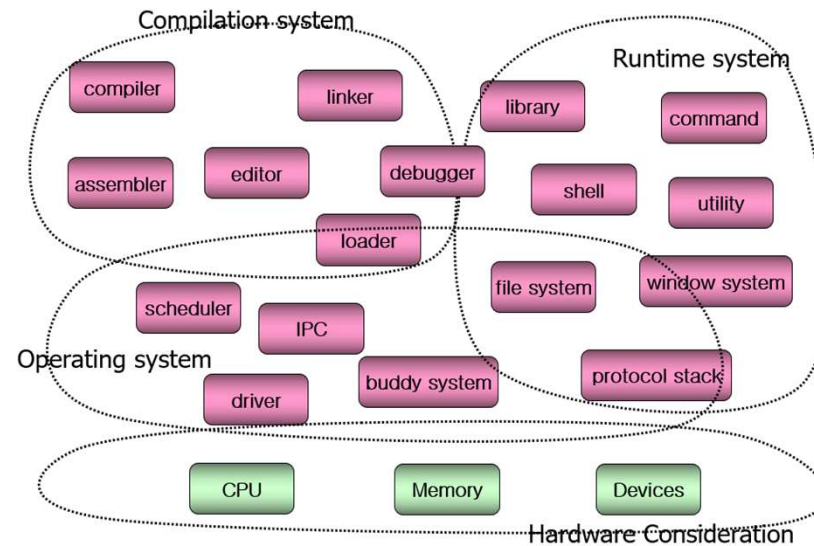 Compilation system
Runtime system
compiler
linker
library
command
assembler
editor
debugger
shell
utility
loader
file system
window system
scheduler
IPC
Operating system
buddy system
protocol stack
driver
CPU
Memory
Devices
Hardware Consideration